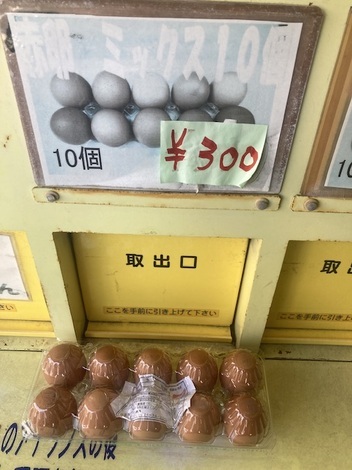 赤卵 ミックス10個
10個
¥300
10
取出口
取出
ここを手前に引き上げて下さい
ここを手前に引き